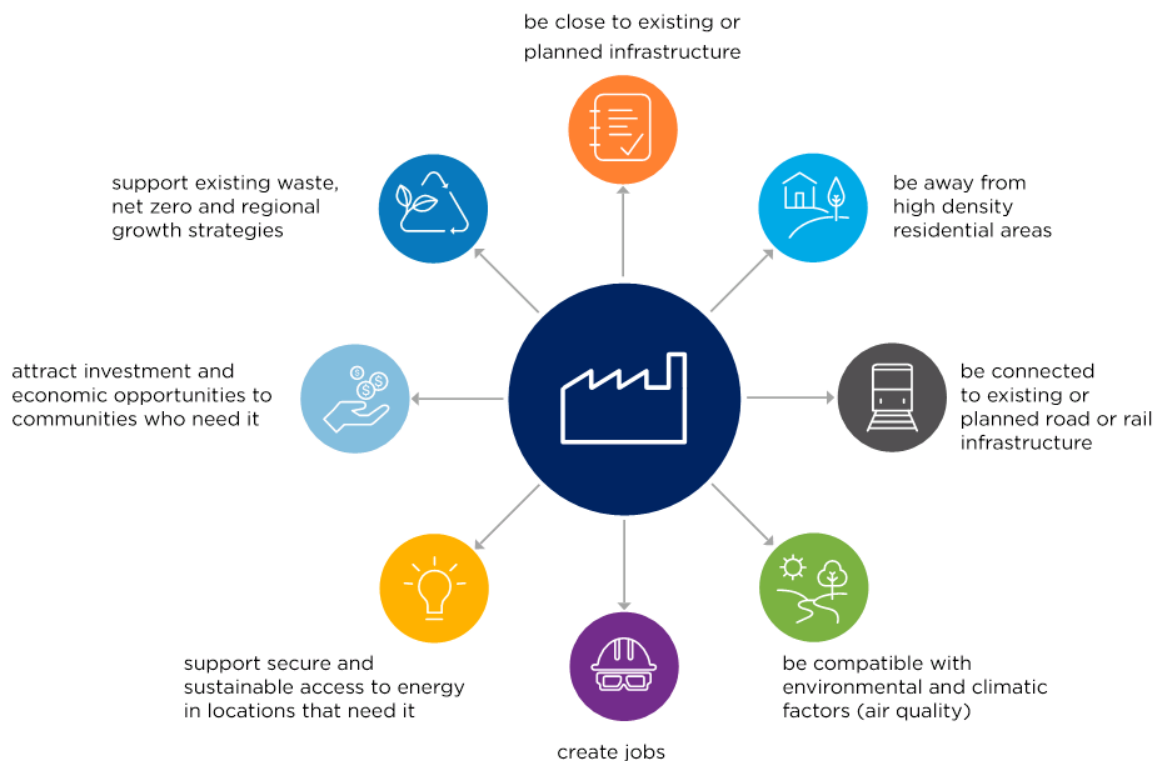 be close to existing or
planned infrastructure
be away from
high density
residential areas
be connected
to existing or
planned road or rail
infrastructure
be compatible with
environmental and climatic
factors (air quality)
create jobs
support secure and
sustainable access to energy
in locations that need it
attract investment and
economic opportunities to
communities who need it
support existing waste,
net zero and regional
growth strategies